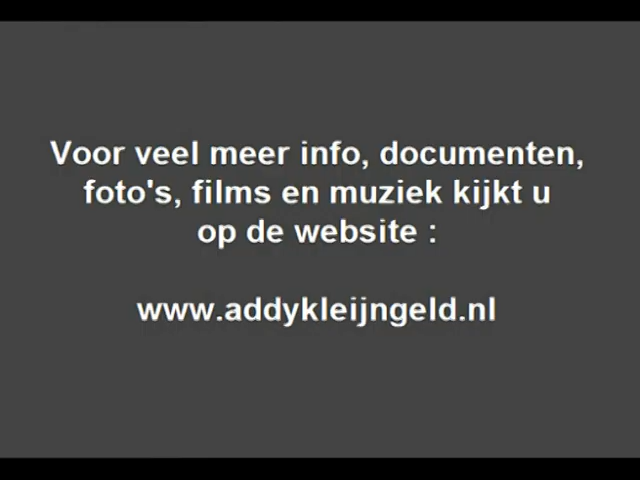 Voor veel meer info, documenten,
foto's, films en muziek kijkt u
op de website :
www.addykleijngeld.nl